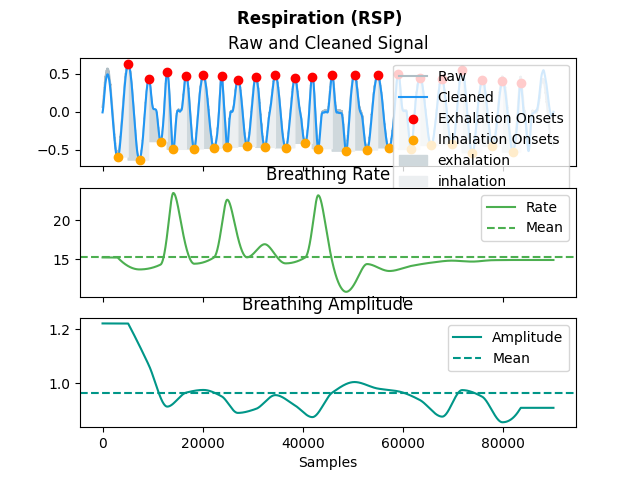 Respiration (RSP)
Raw and Cleaned Signal
0.5
0.0
−0.5
Raw
Cleaned
Exhalation Onsets
Inhalation Onsets
exhalation
inhalation
Breathing Rate
20
15
Rate
Mean
Breathing Amplitude
1.2
1.0
Amplitude
Mean
0 20000 40000 60000 80000
Samples